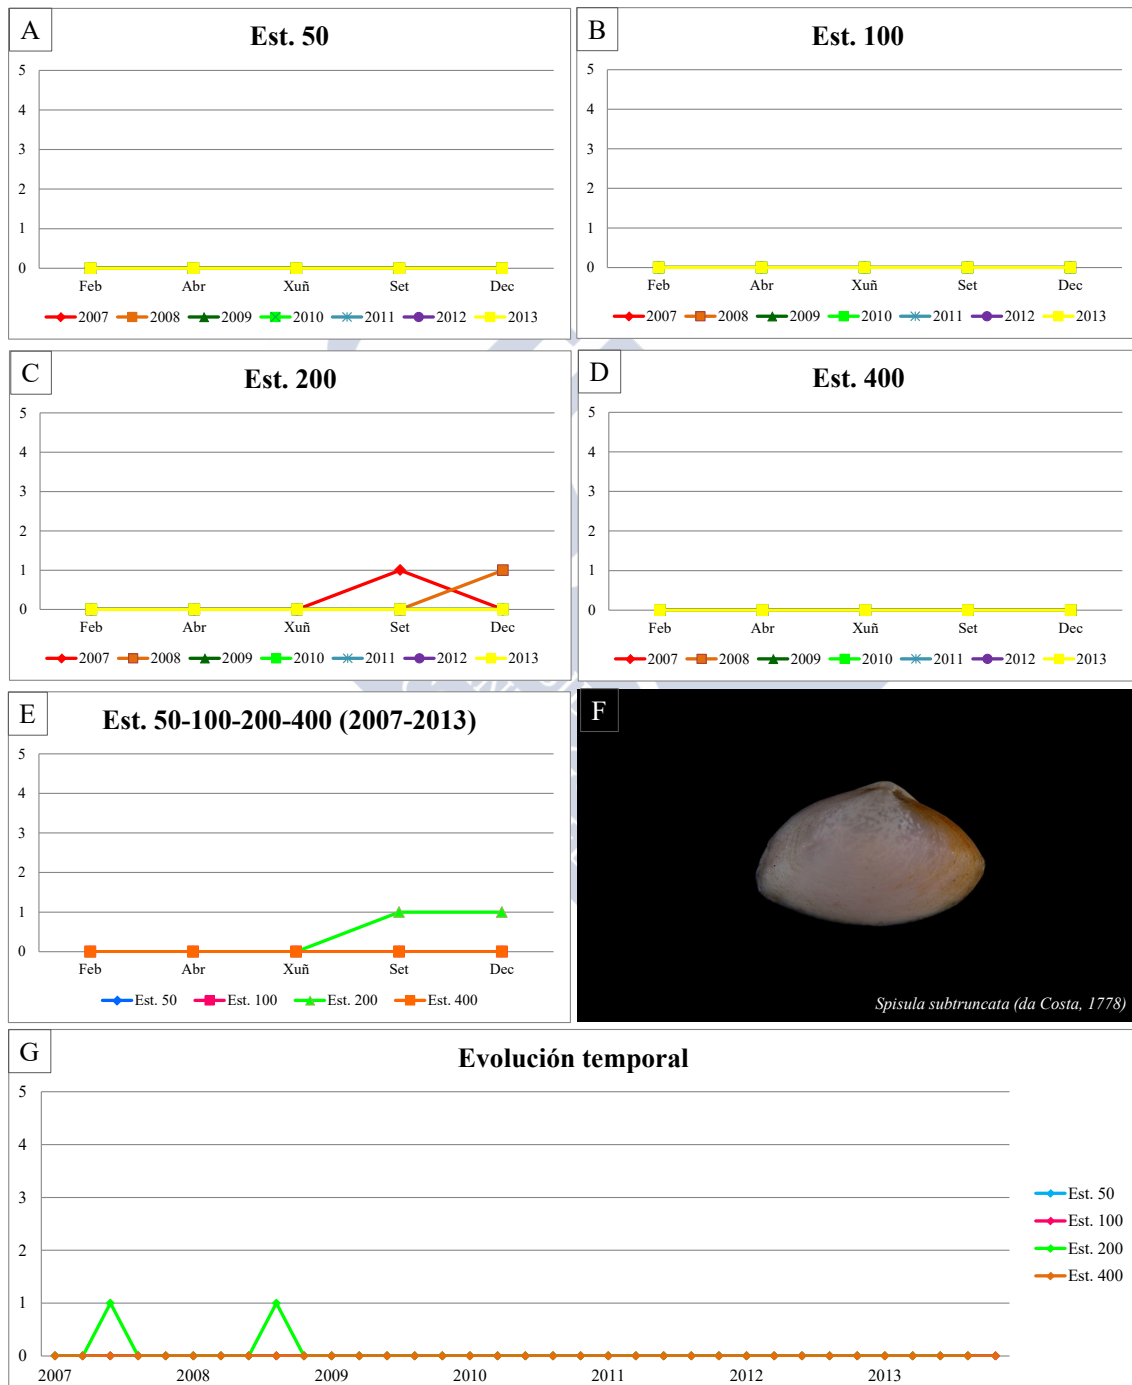 A
Est. 50
5
4
3
2
1
0
Feb Abr Xuñ Set Dec
2007 2008 2009 2010 2011 2012 2013
B
Est. 100
5
4
3
2
1
0
Feb Abr Xuñ Set Dec
2007 2008 2009 2010 2011 2012 2013
C
Est. 200
5
4
3
2
1
0
Feb Abr Xuñ Set Dec
2007 2008 2009 2010 2011 2012 2013
D
Est. 400
5
4
3
2
1
0
Feb Abr Xuñ Set Dec
2007 2008 2009 2010 2011 2012 2013
E
Est. 50-100-200-400 (2007-2013)
5
4
3
2
1
0
Feb Abr Xuñ Set Dec
Est. 50 Est. 100 Est. 200 Est. 400
F
Spisula subtruncata (da Costa, 1778)
G
Evolución temporal
5
4
3
2
1
0
2007 2008 2009 2010 2011 2012 2013
Est. 50
Est. 100
Est. 200
Est. 400